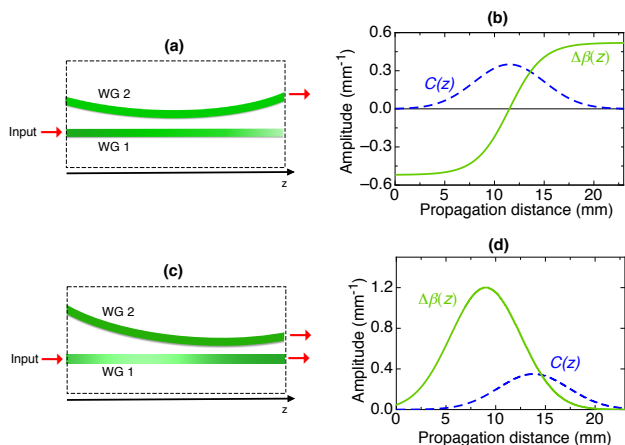 (a)
WG 2
Input
WG 1
z
(b)
Δβ(z)
C(z)
Amplitude (mm⁻¹)
0.6
0.3
0.0
−0.3
−0.6
0 5 10 15 20
Propagation distance (mm)
(c)
WG 2
Input
WG 1
z
(d)
Δβ(z)
C(z)
Amplitude (mm⁻¹)
1.2
0.8
0.4
0.0
0 5 10 15 20
Propagation distance (mm)